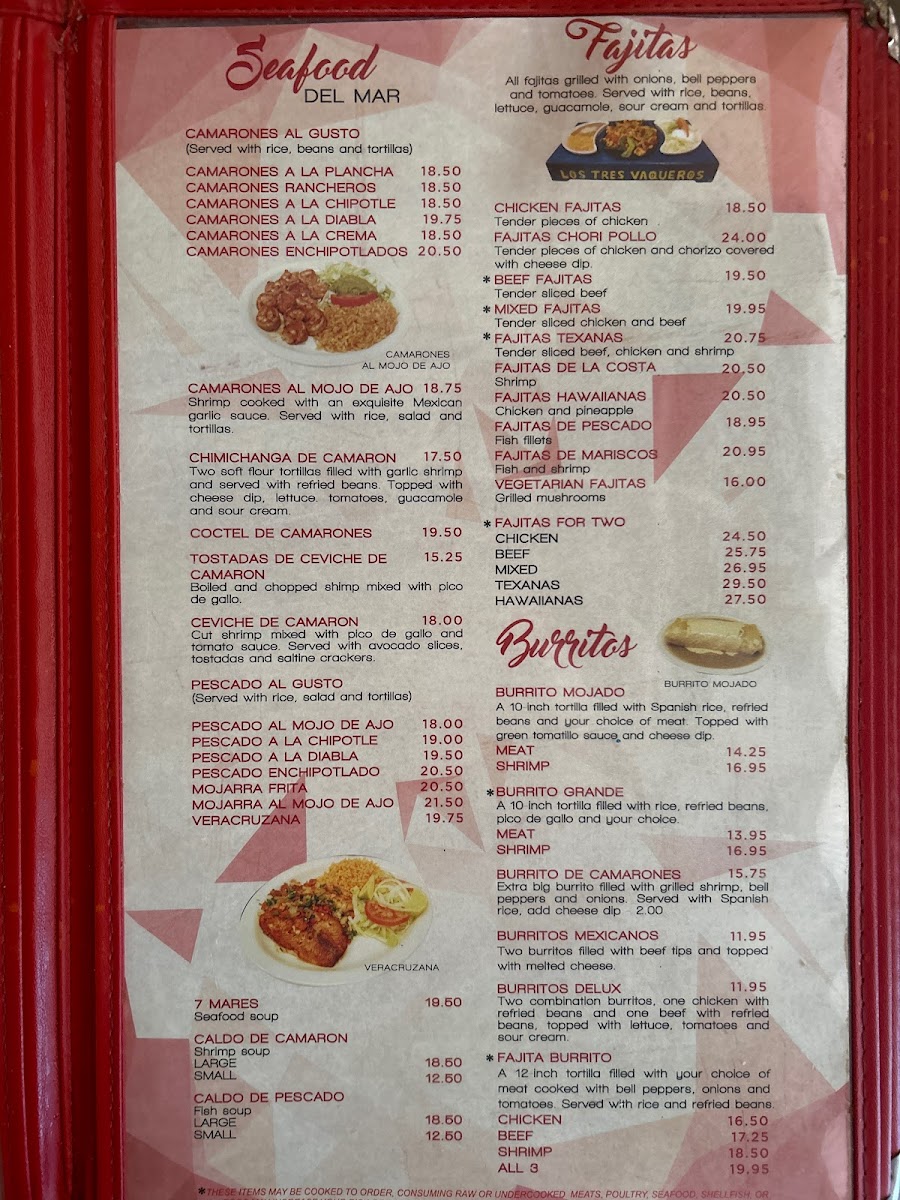 Seafood
DEL MAR
CAMARONES AL GUSTO
(Served with rice, beans and tortillas)
CAMARONES A LA PLANCHA 18.50
CAMARONES RANCHEROS 18.50
CAMARONES A LA CHIPOTLE 18.50
CAMARONES A LA DIABLA 19.75
CAMARONES A LA CREMA 18.50
CAMARONES ENCHIPOTLADOS 20.50
CAMARONES
AL MOJO DE AJO
CAMARONES AL MOJO DE AJO 18.75
Shrimp cooked with an exquisite Mexican
garlic sauce. Served with rice, salad and
tortillas.
CHIMICHANGA DE CAMARON 17.50
Two soft flour tortillas filled with garlic shrimp
and served with refried beans. Topped with
cheese dip, lettuce. tomatoes, guacamole
and sour cream.
COCTEL DE CAMARONES 19.50
TOSTADAS DE CEVICHE DE 15.25
CAMARON
Boiled and chopped shimp mixed with pico
de gallo.
CEVICHE DE CAMARON 18.00
Cut shrimp mixed with pico de gallo and
tomato sauce. Served with avocado slices,
tostadas and saltine crackers.
PESCADO AL GUSTO
(Served with rice, salad and tortillas)
PESCADO AL MOJO DE AJO 18.00
PESCADO A LA CHIPOTLE 19.00
PESCADO A LA DIABLA 19.50
PESCADO ENCHIPOTLADO 20.50
MOJARRA FRITA 20.50
MOJARRA AL MOJO DE AJO 21.50
VERACRUZANA 19.75
VERACRUZANA
7 MARES 19.50
Seafood soup
CALDO DE CAMARON
Shrimp soup
LARGE 18.50
SMALL 12.50
CALDO DE PESCADO
Fish soup
LARGE 18.50
SMALL 12.50
Fajitas
All fajitas grilled with onions, bell peppers
and tomatoes. Served with rice, beans,
lettuce, guacamole, sour cream and tortillas.
LOS TRES VAQUEROS
CHICKEN FAJITAS 18.50
Tender pieces of chicken
FAJITAS CHORI POLLO 24.00
Tender pieces of chicken and chorizo covered
with cheese dip.
*BEEF FAJITAS 19.50
Tender sliced beef
*MIXED FAJITAS 19.95
Tender sliced chicken and beef
*FAJITAS TEXANAS 20.75
Tender sliced beef, chicken and shrimp
FAJITAS DE LA COSTA 20.50
Shrimp
FAJITAS HAWAIIANAS 20.50
Chicken and pineapple
FAJITAS DE PESCADO 18.95
Fish fillets
FAJITAS DE MARISCOS 20.95
Fish and shrimp
VEGETARIAN FAJITAS 16.00
Grilled mushrooms
*FAJITAS FOR TWO
CHICKEN 24.50
BEEF 25.75
MIXED 26.95
TEXANAS 29.50
HAWAIIANAS 27.50
Burritos
BURRITO MOJADO
BURRITO MOJADO
A 10-inch tortilla filled with Spanish rice, refried
beans and your choice of meat. Topped with
green tomatillo sauce and cheese dip.
MEAT 14.25
SHRIMP 16.95
*BURRITO GRANDE
A 10-inch tortilla filled with rice, refried beans,
pico de gallo and your choice.
MEAT 13.95
SHRIMP 16.95
BURRITO DE CAMARONES 15.75
Extra big burrito filled with grilled shrimp, bell
peppers and onions. Served with Spanish
rice, add cheese dip 2.00
BURRITOS MEXICANOS 11.95
Two burritos filled with beef tips and topped
with melted cheese.
BURRITOS DELUX 11.95
Two combination burritos, one chicken with
refried beans and one beef with refried
beans, topped with lettuce, tomatoes and
sour cream.
*FAJITA BURRITO
A 12-inch tortilla filled with your choice of
meat cooked with bell peppers, onions and
tomatoes. Served with rice and refried beans.
CHICKEN 16.50
BEEF 17.25
SHRIMP 18.50
ALL 3 19.95
*THESE ITEMS MAY BE COOKED TO ORDER, CONSUMING RAW OR UNDERCOOKED MEATS, POULTRY, SEAFOOD, SHELLFISH, OR